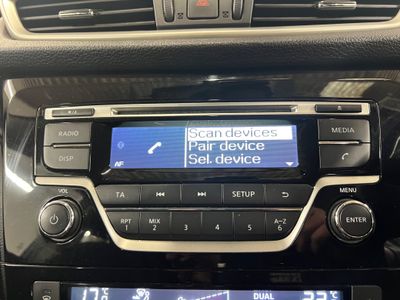 RADIO
DISP
AF
Scan devices
Pair device
Sel. device
MEDIA
VOL
TA
SETUP
MENU
RPT 1
MIX 2
3
4
5
A-Z 6
ENTER
DUAL